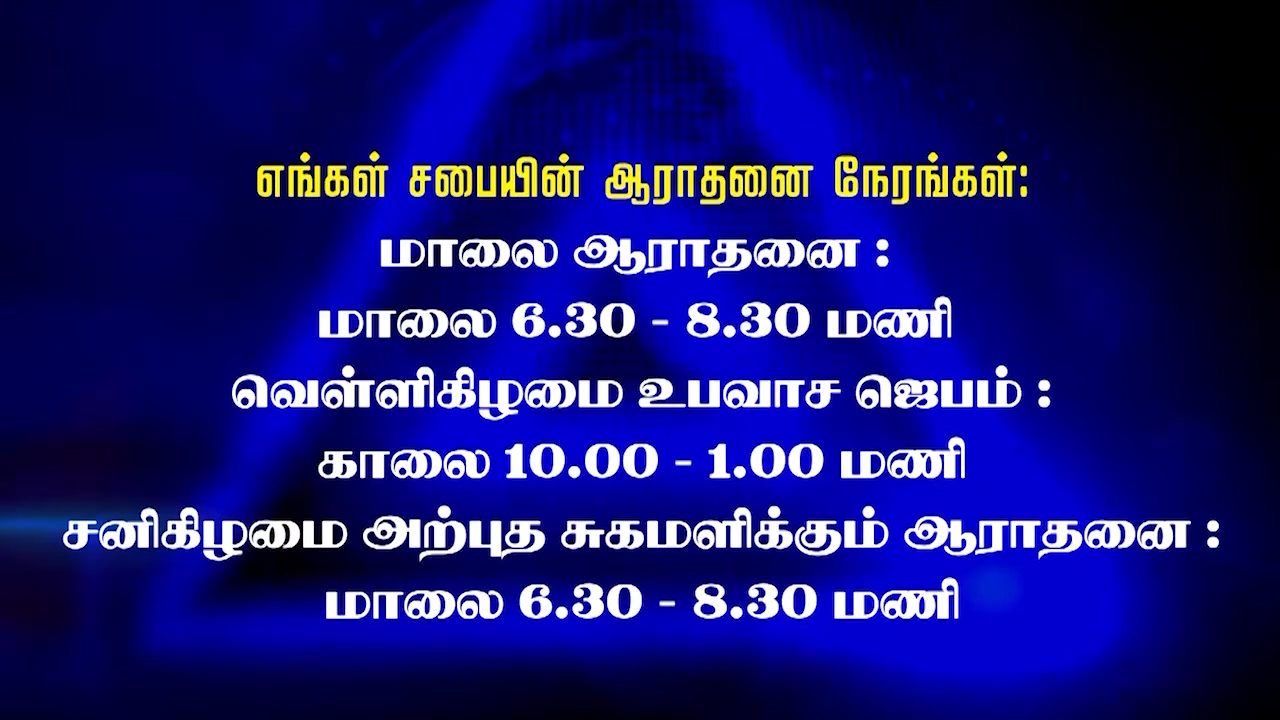 எங்கள் சபையின் ஆராதனை நேரங்கள்:
மாலை ஆராதனை :
மாலை 6.30 - 8.30 மணி
வெள்ளிகிழமை உபவாச ஜெபம் :
காலை 10.00 - 1.00 மணி
சனிகிழமை அற்புத சுகமளிக்கும் ஆராதனை :
மாலை 6.30 - 8.30 மணி